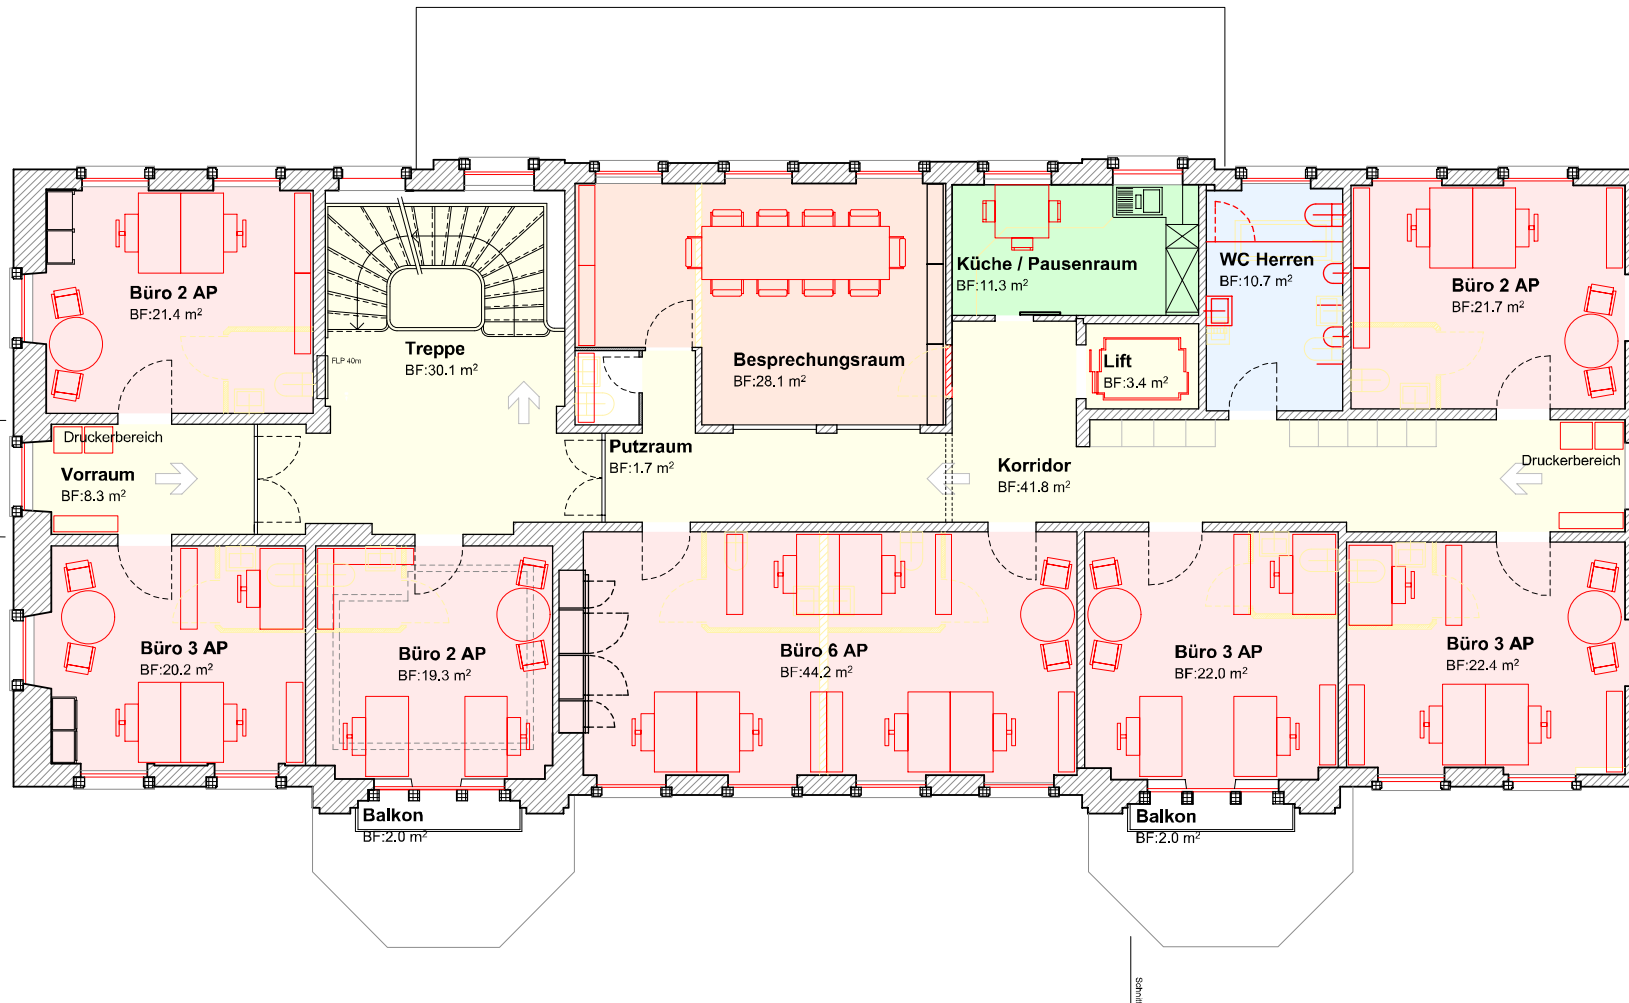 Büro 2 AP
BF:21.4 m²
Treppe
BF:30.1 m²
FLP 40m
Besprechungsraum
BF:28.1 m²
Küche / Pausenraum
BF:11.3 m²
WC Herren
BF:10.7 m²
Lift
BF:3.4 m²
Büro 2 AP
BF:21.7 m²
Druckerbereich
Vorraum
BF:8.3 m²
Putzraum
BF:1.7 m²
Korridor
BF:41.8 m²
Druckerbereich
Büro 3 AP
BF:20.2 m²
Büro 2 AP
BF:19.3 m²
Büro 6 AP
BF:44.2 m²
Büro 3 AP
BF:22.0 m²
Büro 3 AP
BF:22.4 m²
Balkon
BF:2.0 m²
Balkon
BF:2.0 m²